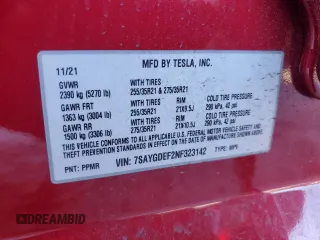 MFD BY TESLA, INC.
11/21
GVWR
2390 kg (5270 lb)
WITH TIRES
255/35R21 & 275/35R21
GAWR FRT
1363 kg (3004 lb)
WITH TIRES
255/35R21
RIM
21X9.5J
COLD TIRE PRESSURE
290 kPa, 42 psi
GAWR RR
1500 kg (3306 lb)
WITH TIRES
275/35R21
RIM
21X10.5J
COLD TIRE PRESSURE
290 kPa, 42 psi
THIS VEHICLE CONFORMS TO ALL APPLICABLE U.S. FEDERAL MOTOR VEHICLE SAFETY AND
THEFT PREVENTION STANDARDS IN EFFECT ON THE DATE OF MANUFACTURE SHOWN ABOVE.
PNT: PPMR
VIN: 7SAYGDEF2NF323142
TYPE: MPV
DREAMBID